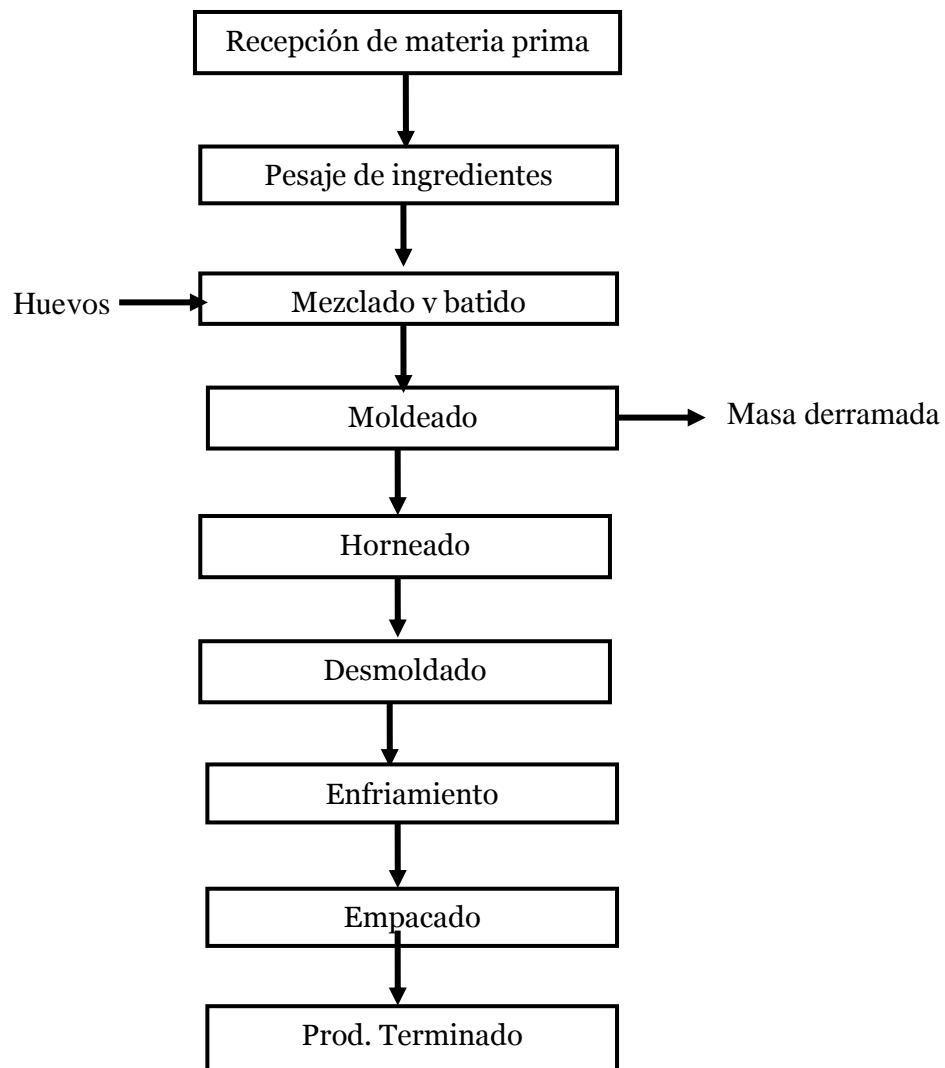 Recepción de materia prima
Pesaje de ingredientes
Huevos
Mezclado v batido
Moldeado
Masa derramada
Horneado
Desmoldado
Enfriamiento
Empacado
Prod. Terminado